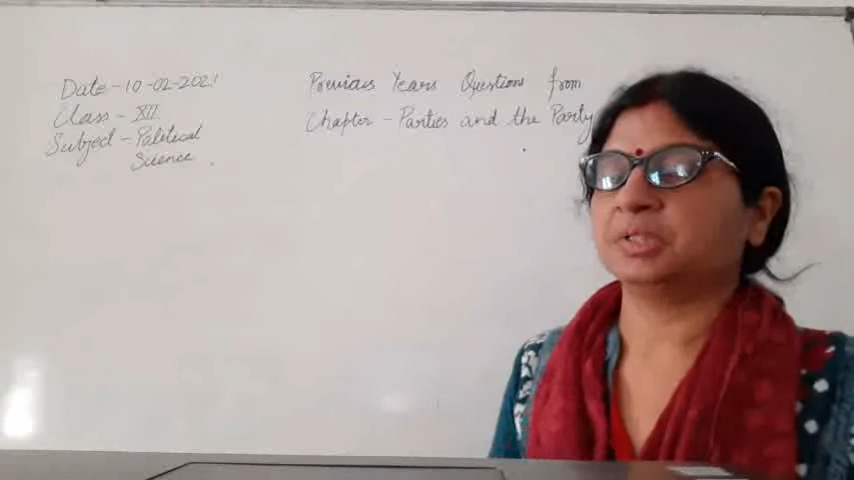 Date-10-02-2021
Class - XII
Subject - Political
Science.
Previous Years Questions from
Chapter - Parties and the Party